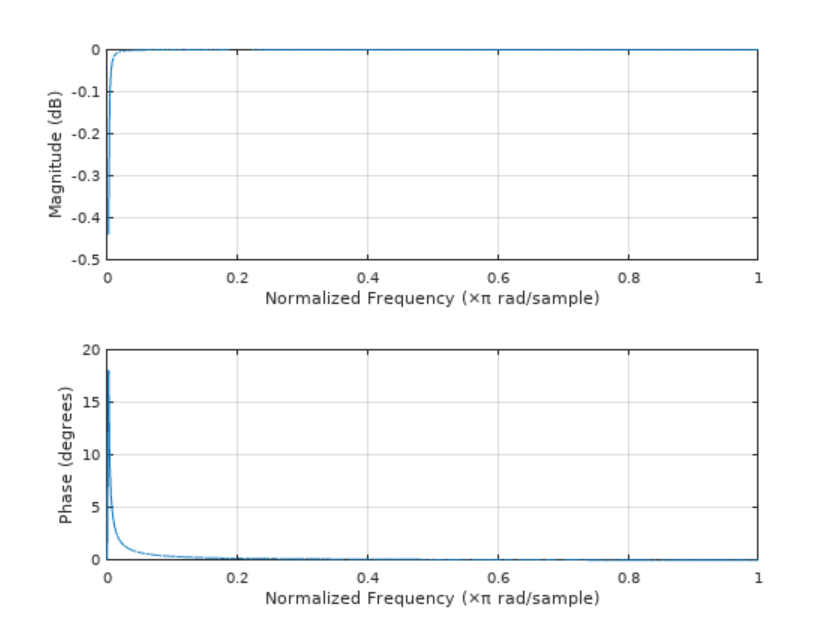 0
-0.1
-0.2
-0.3
-0.4
-0.5
Magnitude (dB)
0 0.2 0.4 0.6 0.8 1
Normalized Frequency (×π rad/sample)
20
15
10
5
0
Phase (degrees)
0 0.2 0.4 0.6 0.8 1
Normalized Frequency (×π rad/sample)